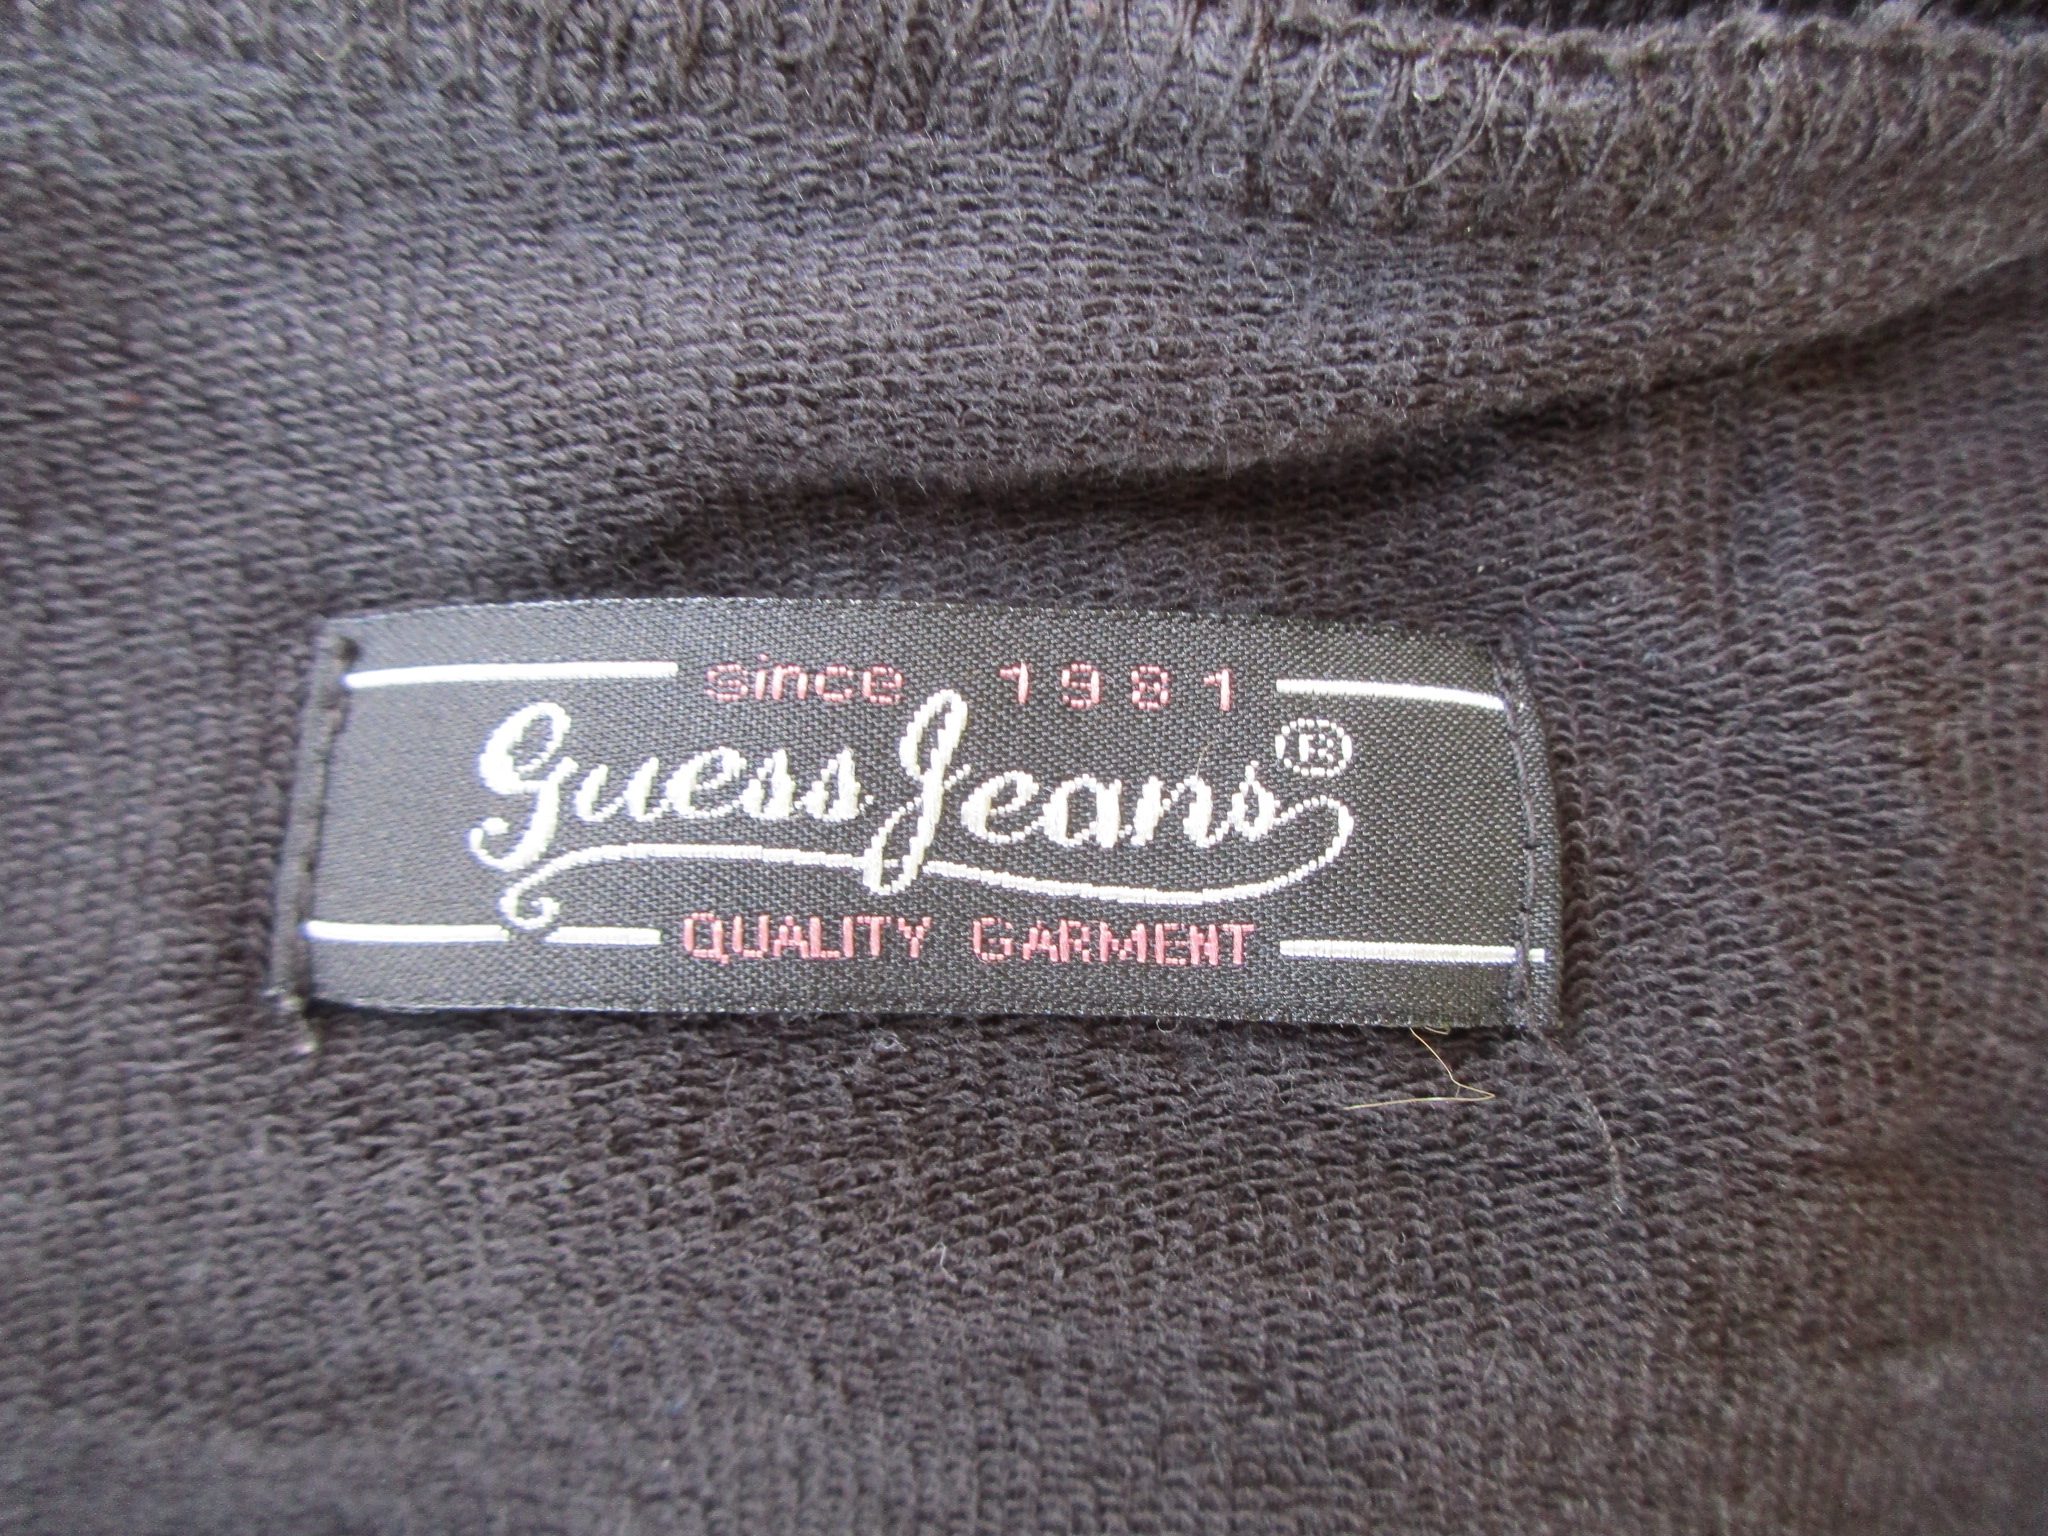 since 1981
Guess Jeans®
QUALITY GARMENT